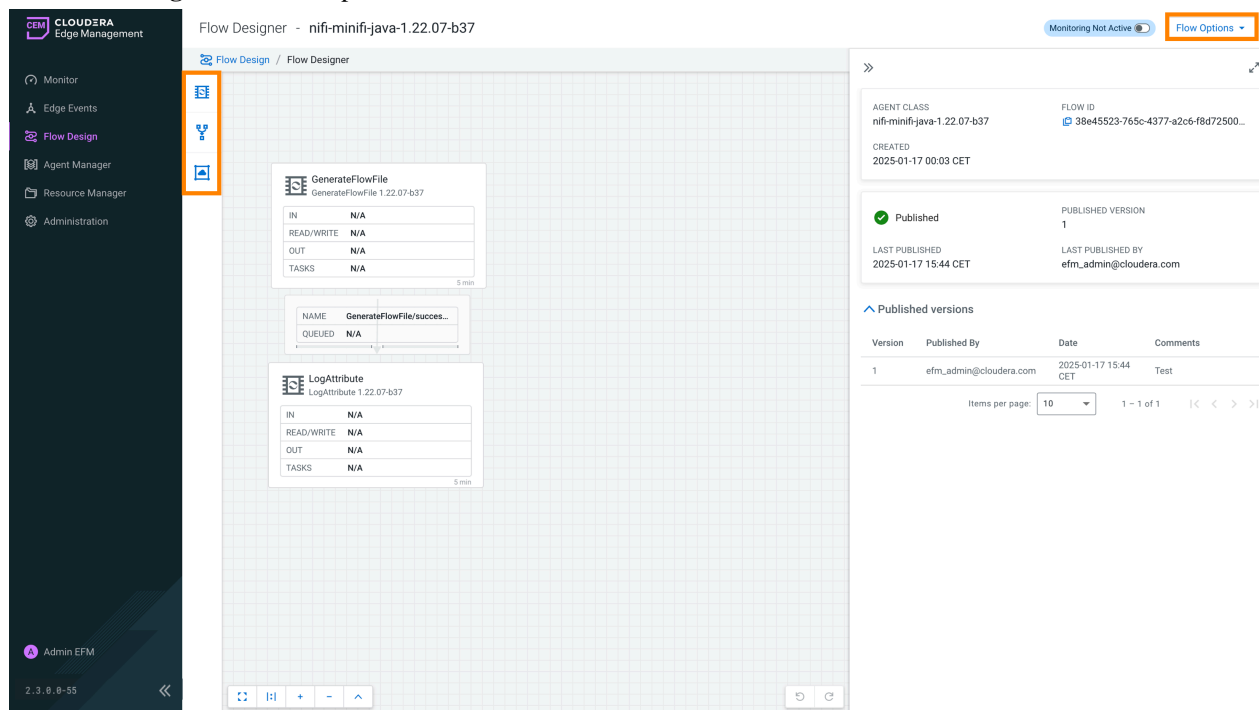 CEM CLOUDERA
Edge Management
Flow Designer - nifi-minifi-java-1.22.07-b37
Monitoring Not Active
Flow Options
Flow Design / Flow Designer
Monitor
Edge Events
Flow Design
Agent Manager
Resource Manager
Administration
GenerateFlowFile
GenerateFlowFile 1.22.07-b37
IN N/A
READ/WRITE N/A
OUT N/A
TASKS N/A
5 min
NAME GenerateFlowFile/succes...
QUEUED N/A
LogAttribute
LogAttribute 1.22.07-b37
IN N/A
READ/WRITE N/A
OUT N/A
TASKS N/A
5 min
AGENT CLASS FLOW ID
nifi-minifi-java-1.22.07-b37 38e45523-765c-4377-a2c6-f8d72500...
CREATED
2025-01-17 00:03 CET
Published
PUBLISHED VERSION
1
LAST PUBLISHED LAST PUBLISHED BY
2025-01-17 15:44 CET efm_admin@cloudera.com
Published versions
Version Published By Date Comments
1 efm_admin@cloudera.com 2025-01-17 15:44 CET Test
Items per page: 10 1 – 1 of 1
A Admin EFM
2.3.0.0-55